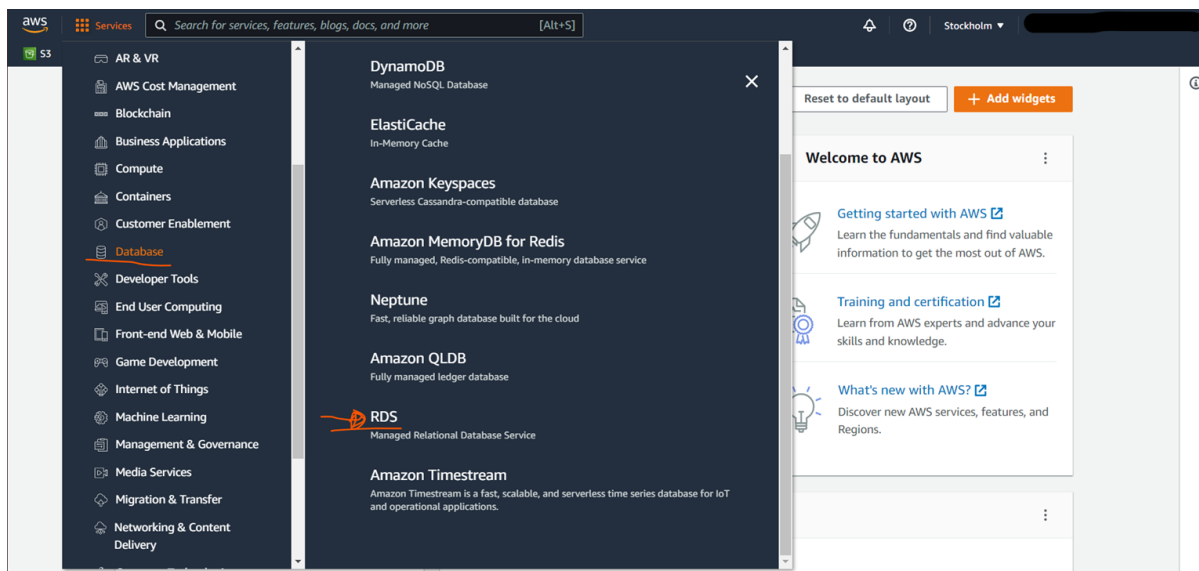 aws
Services
Search for services, features, blogs, docs, and more
[Alt+S]
Stockholm
S3
AR & VR
AWS Cost Management
Blockchain
Business Applications
Compute
Containers
Customer Enablement
Database
Developer Tools
End User Computing
Front-end Web & Mobile
Game Development
Internet of Things
Machine Learning
Management & Governance
Media Services
Migration & Transfer
Networking & Content
Delivery
DynamoDB
Managed NoSQL Database
ElastiCache
In-Memory Cache
Amazon Keyspaces
Serverless Cassandra-compatible database
Amazon MemoryDB for Redis
Fully managed, Redis-compatible, in-memory database service
Neptune
Fast, reliable graph database built for the cloud
Amazon QLDB
Fully managed ledger database
RDS
Managed Relational Database Service
Amazon Timestream
Amazon Timestream is a fast, scalable, and serverless time series database for IoT
and operational applications.
Reset to default layout
Add widgets
Welcome to AWS
Getting started with AWS
Learn the fundamentals and find valuable
information to get the most out of AWS.
Training and certification
Learn from AWS experts and advance your
skills and knowledge.
What's new with AWS?
Discover new AWS services, features, and
Regions.